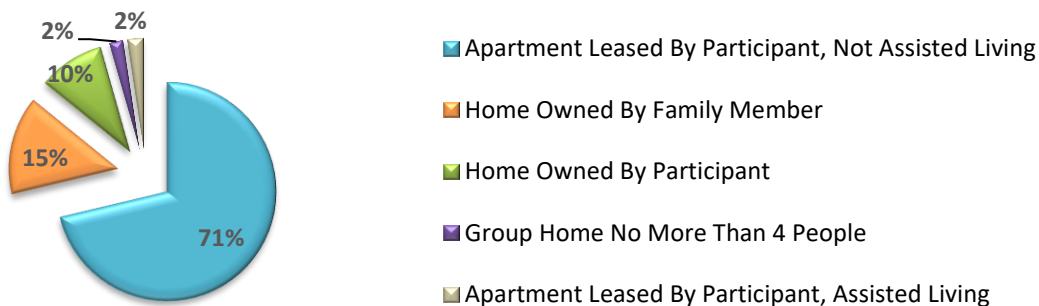 2%
2%
10%
15%
71%
Apartment Leased By Participant, Not Assisted Living
Home Owned By Family Member
Home Owned By Participant
Group Home No More Than 4 People
Apartment Leased By Participant, Assisted Living